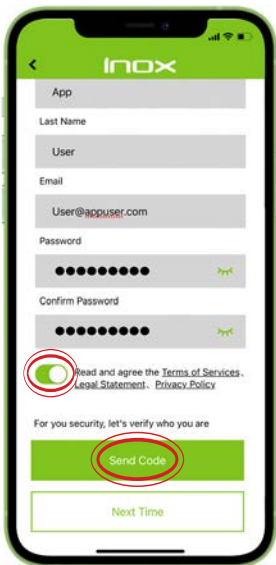 INOX
App
Last Name
User
Email
User@appuser.com
Password
●●●●●●●●●
Confirm Password
●●●●●●●●●
Read and agree the Terms of Services、
Legal Statement、 Privacy Policy
For you security, let's verify who you are
Send Code
Next Time